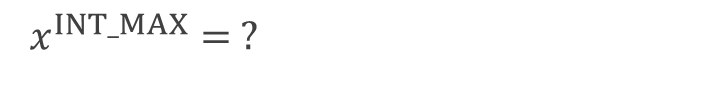 x^INT_MAX = ?